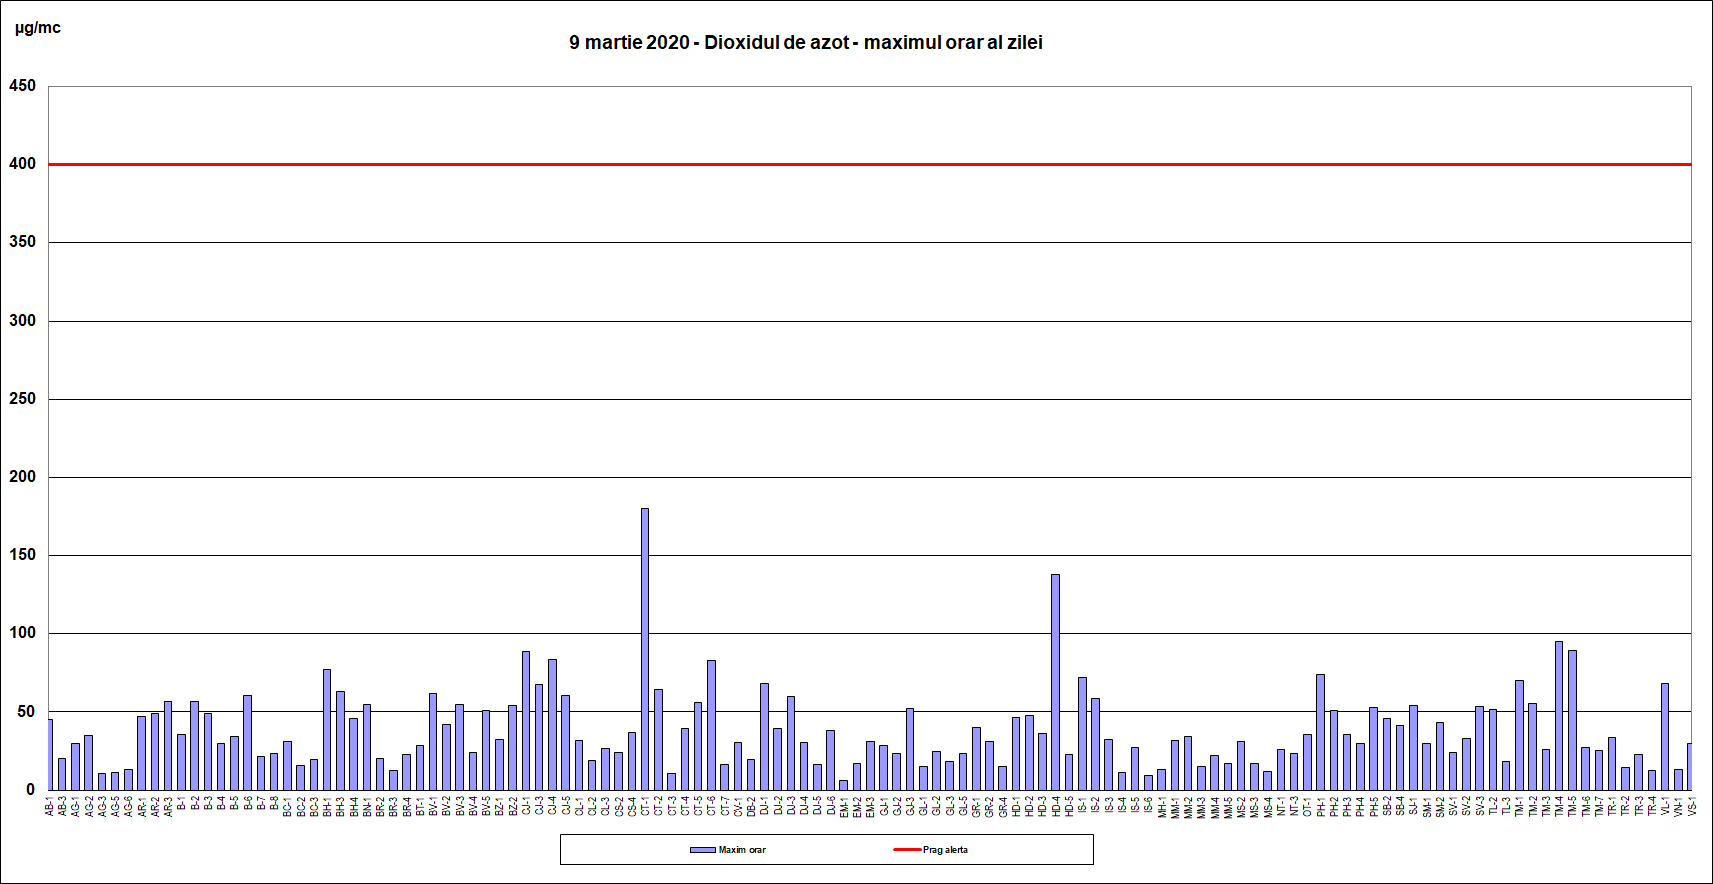 µg/mc
9 martie 2020 - Dioxidul de azot - maximul orar al zilei
450
400
350
300
250
200
150
100
50
0
AB-1 AB-3 AG-1 AG-2 AG-3 AG-5 AG-6 AR-1 AR-2 AR-3 B-1 B-2 B-3 B-4 B-5 B-6 B-7 B-8 BC-1 BC-2 BC-3 BH-1 BH-3 BH-4 BN-1 BR-2 BR-3 BR-4 BT-1 BV-1 BV-2 BV-3 BV-4 BV-5 BZ-1 BZ-2 CJ-1 CJ-3 CJ-4 CJ-5 CL-1 CL-2 CL-3 CS-2 CS-4 CT-1 CT-2 CT-3 CT-4 CT-5 CT-6 CT-7 CV-1 DB-2 DJ-1 DJ-2 DJ-3 DJ-4 DJ-5 DJ-6 EM-1 EM-2 EM-3 GJ-1 GJ-2 GJ-3 GL-1 GL-2 GL-3 GL-5 GR-1 GR-2 GR-4 HD-1 HD-2 HD-3 HD-4 HD-5 IS-1 IS-2 IS-3 IS-4 IS-5 IS-6 MH-1 MM-1 MM-2 MM-3 MM-4 MM-5 MS-2 MS-3 MS-4 NT-1 NT-3 OT-1 PH-1 PH-2 PH-3 PH-4 PH-5 SB-2 SB-4 SJ-1 SM-1 SM-2 SV-1 SV-2 SV-3 TL-2 TL-3 TM-1 TM-2 TM-3 TM-4 TM-5 TM-6 TM-7 TR-1 TR-2 TR-3 TR-4 VL-1 VN-1 VS-1
Maxim orar
Prag alerta